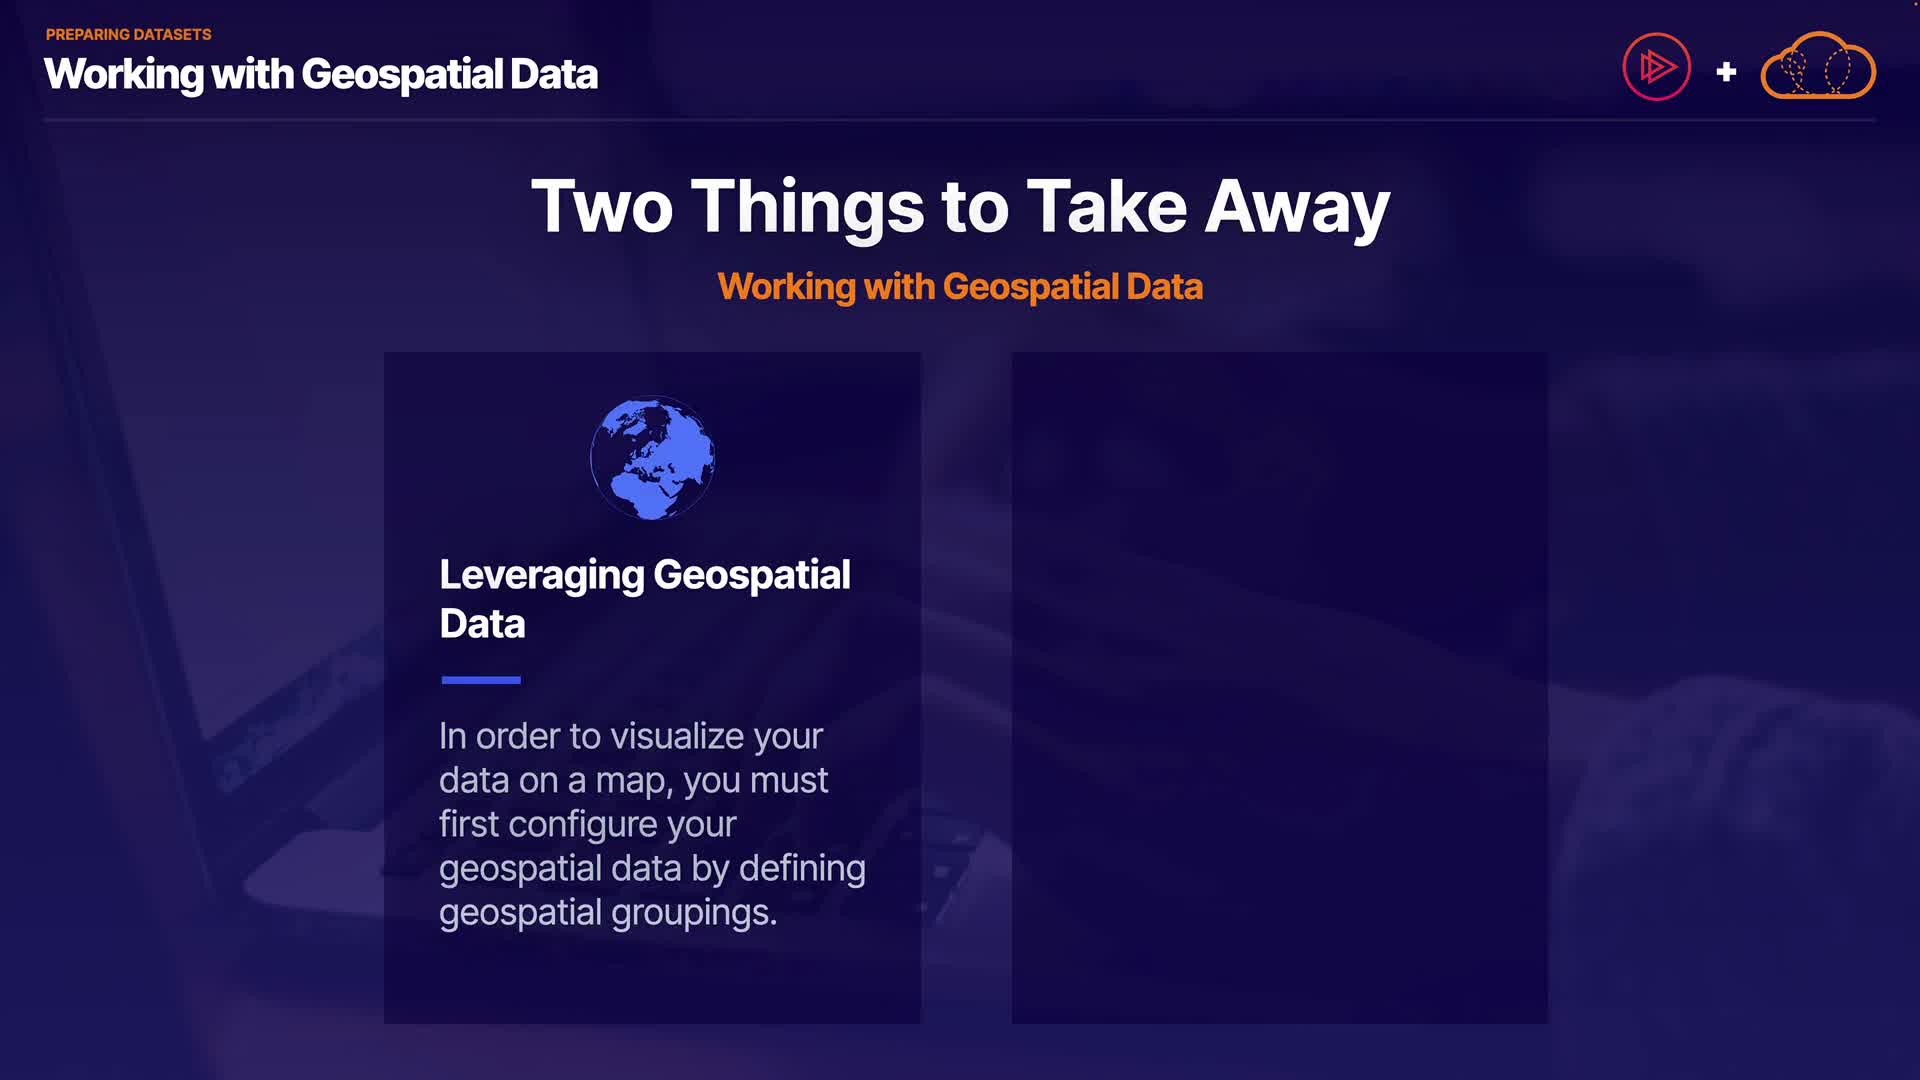 PREPARING DATASETS
Working with Geospatial Data
+
Two Things to Take Away
Working with Geospatial Data
Leveraging Geospatial
Data
In order to visualize your
data on a map, you must
first configure your
geospatial data by defining
geospatial groupings.